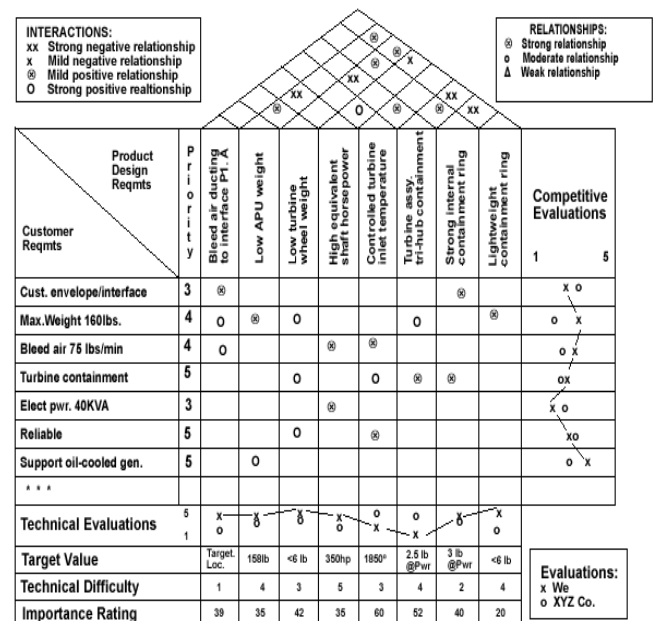 INTERACTIONS:
xx Strong negative relationship
x Mild negative relationship
⊗ Mild positive relationship
O Strong positive realtionship
RELATIONSHIPS:
⊗ Strong relationship
o Moderate relationship
Δ Weak relationship
⊗
⊗ ⊗ x
⊗
xx
xx xx
⊗ O ⊗ ⊗ xx
Product
Design
Reqmts
Customer
Reqmts
Priority
Bleed air ducting
to interface P1. A
Low APU weight
Low turbine
wheel weight
High equivalent
shaft horsepower
Controlled turbine
inlet temperature
Turbine assy.
tri-hub containment
Strong internal
containment ring
Lightweight
containment ring
Competitive
Evaluations
1 5
Cust. envelope/interface 3 ⊗ ⊗ x o
Max.Weight 160lbs. 4 O ⊗ O O ⊗ o x
Bleed air 75 lbs/min 4 O ⊗ ⊗ o x
Turbine containment 5 O O ⊗ ⊗ ox
Elect pwr. 40KVA 3 ⊗ x o
Reliable 5 O ⊗ xo
Support oil-cooled gen. 5 O o x
* * *
Technical Evaluations 5 1 x o x o x o x o o x o x x o x o
Target Value Target. Loc. 158lb <6 lb 350hp 1850° 2.5 lb @Pwr 3 lb @Pwr <6 lb
Technical Difficulty 1 4 3 5 3 4 2 4
Importance Rating 39 35 42 35 60 52 40 20
Evaluations:
x We
o XYZ Co.